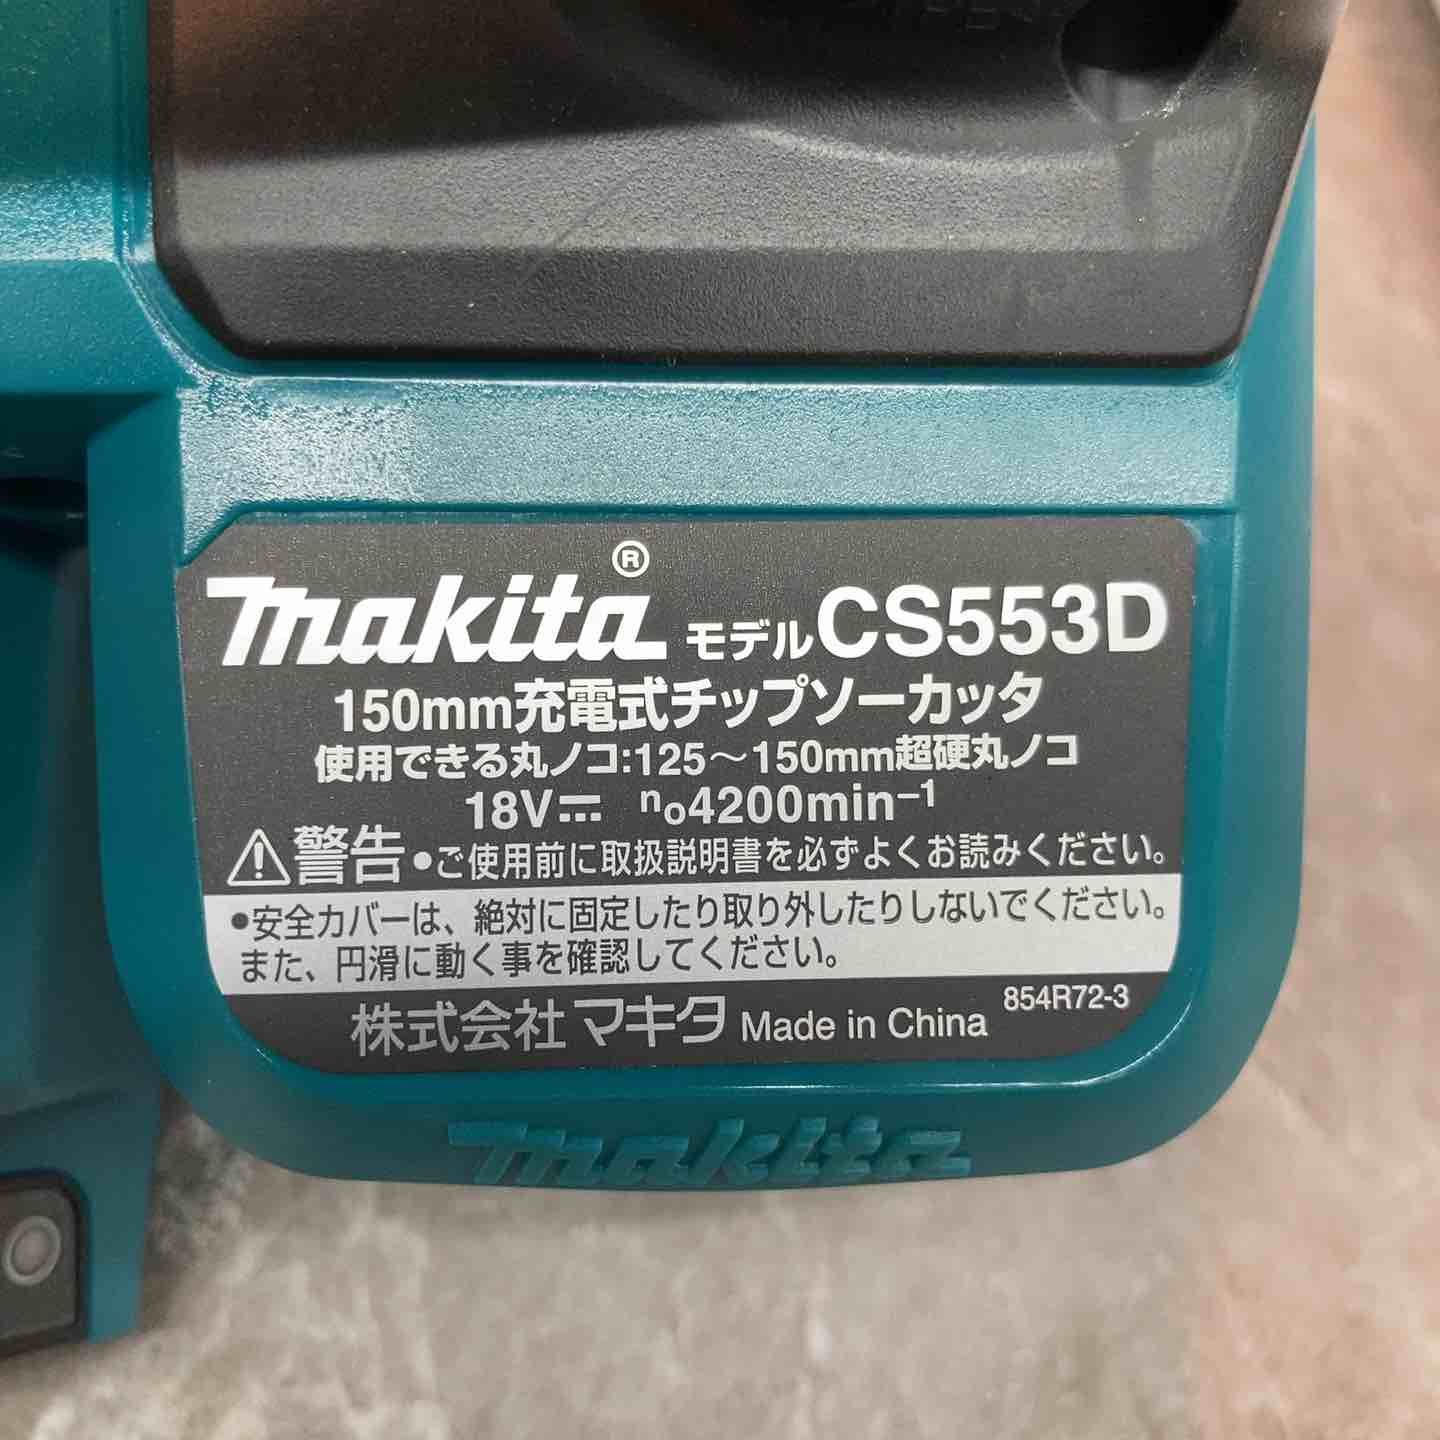 makita® モデルCS553D
150mm充電式チップソーカッタ
使用できる丸ノコ:125～150mm超硬丸ノコ
18V⎓ n₀4200min⁻¹
⚠警告 ●ご使用前に取扱説明書を必ずよくお読みください。
●安全カバーは、絶対に固定したり取り外したりしないでください。
また、円滑に動く事を確認してください。
株式会社マキタ Made in China 854R72-3
makita